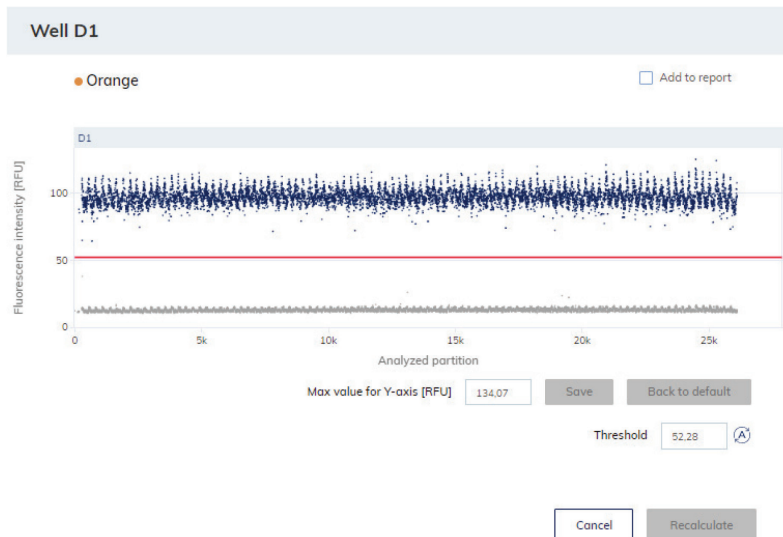 Well D1
Orange
Add to report
D1
Fluorescence intensity [RFU]
100
50
0
0 5k 10k 15k 20k 25k
Analyzed partition
Max value for Y-axis [RFU] 134,07 Save Back to default
Threshold 52,28 A
Cancel Recalculate